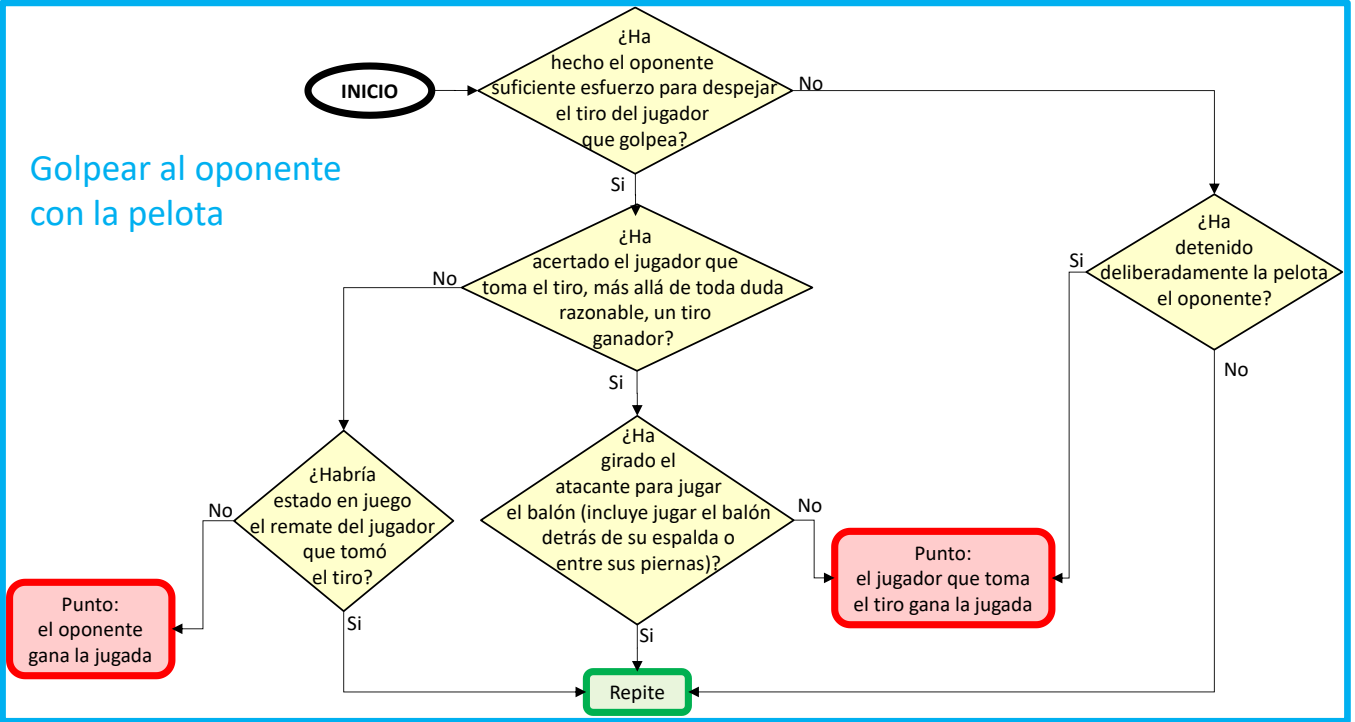 ¿Ha
hecho el oponente
suficiente esfuerzo para despejar
el tiro del jugador
que golpea?
INICIO
No
Golpear al oponente
con la pelota
Si
¿Ha
acertado el jugador que
toma el tiro, más allá de toda duda
razonable, un tiro
ganador?
No
¿Ha
detenido
deliberadamente la pelota
el oponente?
Si
No
Si
¿Ha
girado el
atacante para jugar
el balón (incluye jugar el balón
detrás de su espalda o
entre sus piernas)?
No
¿Habría
estado en juego
el remate del jugador
que tomó
el tiro?
No
Punto:
el jugador que toma
el tiro gana la jugada
Punto:
el oponente
gana la jugada
Si
Si
Repite